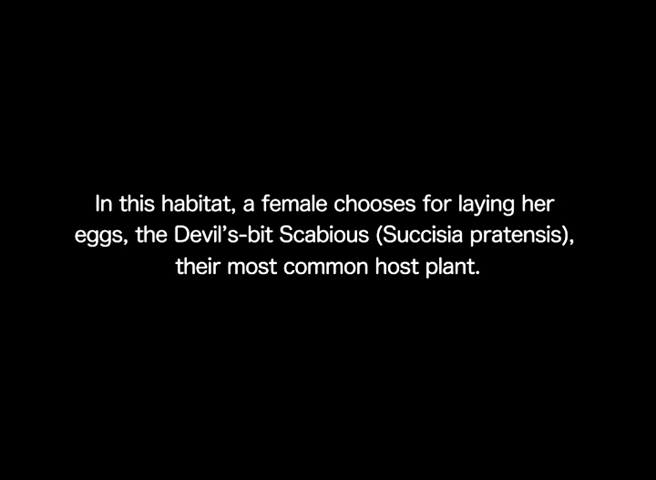 In this habitat, a female chooses for laying her
eggs, the Devil's-bit Scabious (Succisia pratensis),
their most common host plant.